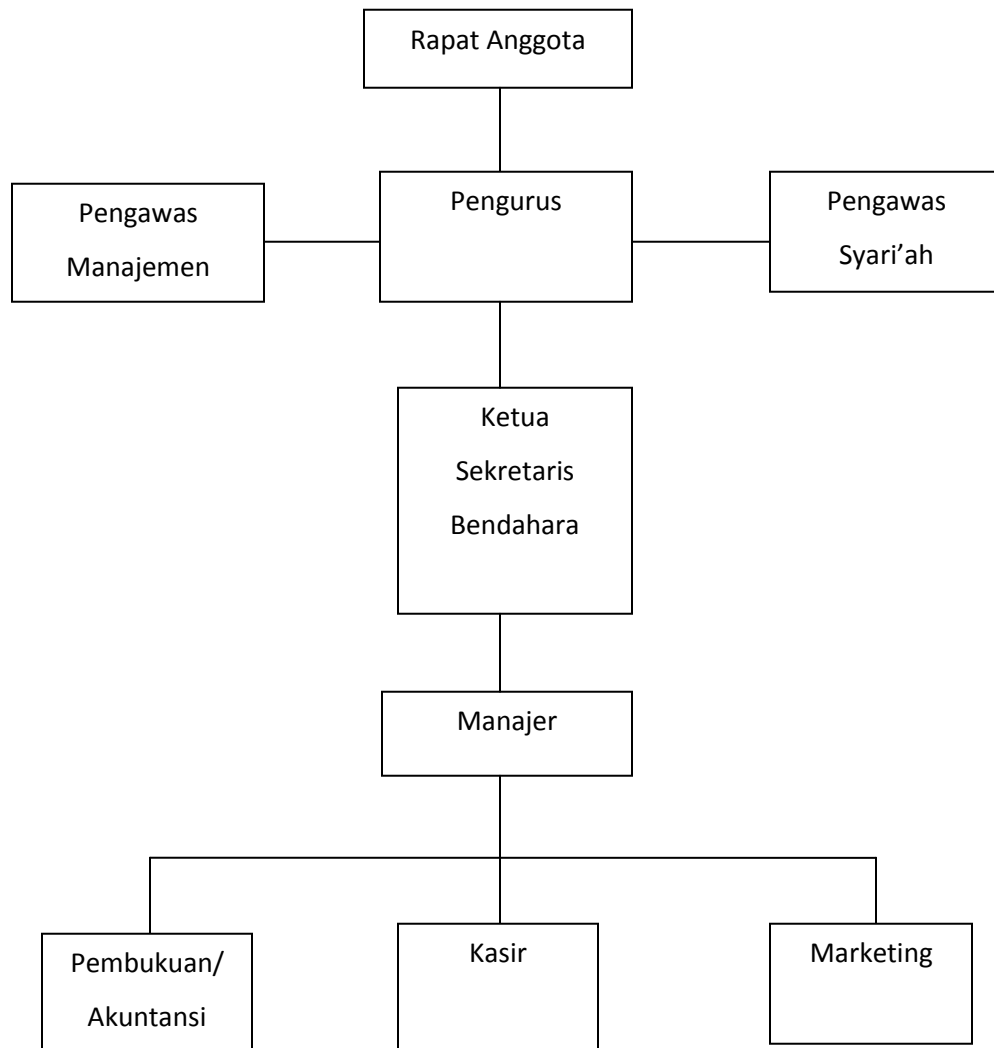 Rapat Anggota
Pengawas
Manajemen
Pengurus
Pengawas
Syari’ah
Ketua
Sekretaris
Bendahara
Manajer
Pembukuan/
Akuntansi
Kasir
Marketing